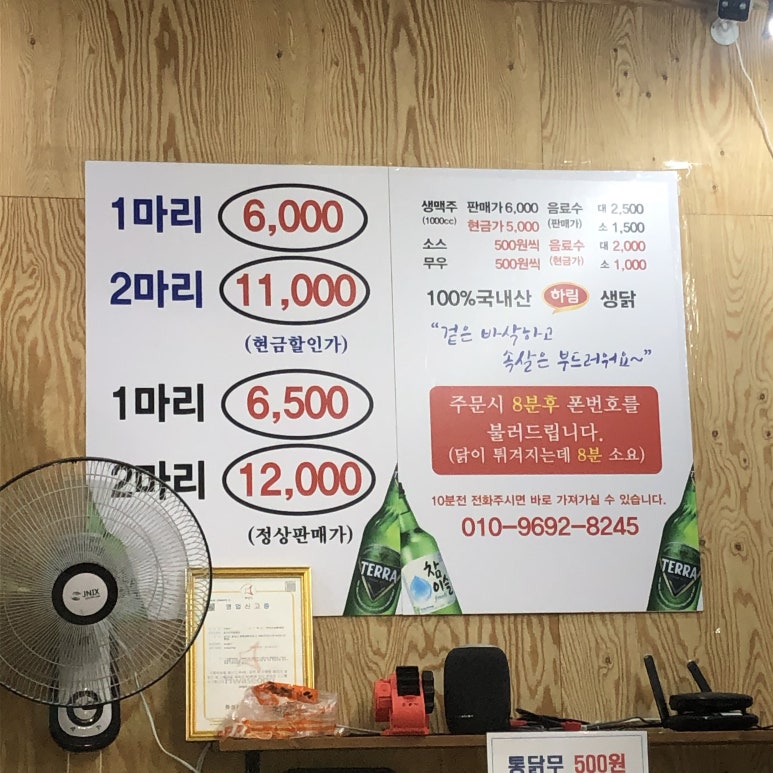 1마리 6,000
2마리 11,000
(현금할인가)
1마리 6,500
2마리 12,000
(정상판매가)
생맥주 판매가 6,000 음료수 대 2,500
(1000cc) 현금가 5,000 (판매가) 소 1,500
소스 500원씩 음료수 대 2,000
무우 500원씩 (현금가) 소 1,000
100%국내산 하림 생닭
“겉은 바삭하고
속살은 부드러워요~”
주문시 8분후 폰번호를
불러드립니다.
(닭이 튀겨지는데 8분 소요)
10분전 전화주시면 바로 가져가실 수 있습니다.
010-9692-8245
TERRA
참이슬
TERRA
JNIX
영업신고증
통닭무 500원